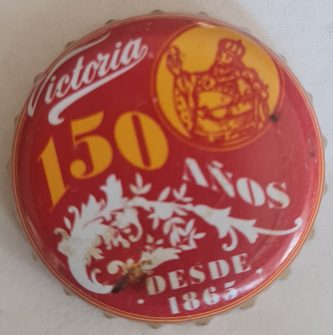 Victoria
150
AÑOS
· DESDE ·
1865